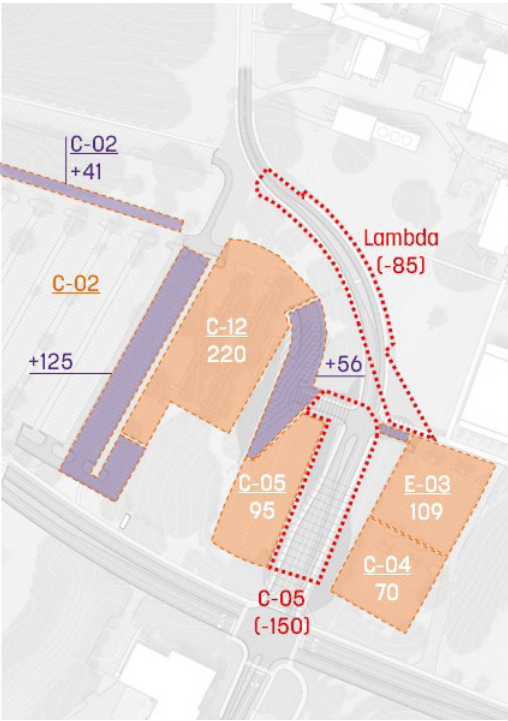 C-02
+41
Lambda
(-85)
C-02
C-12
220
+125
+56
C-05
95
E-03
109
C-04
70
C-05
(-150)